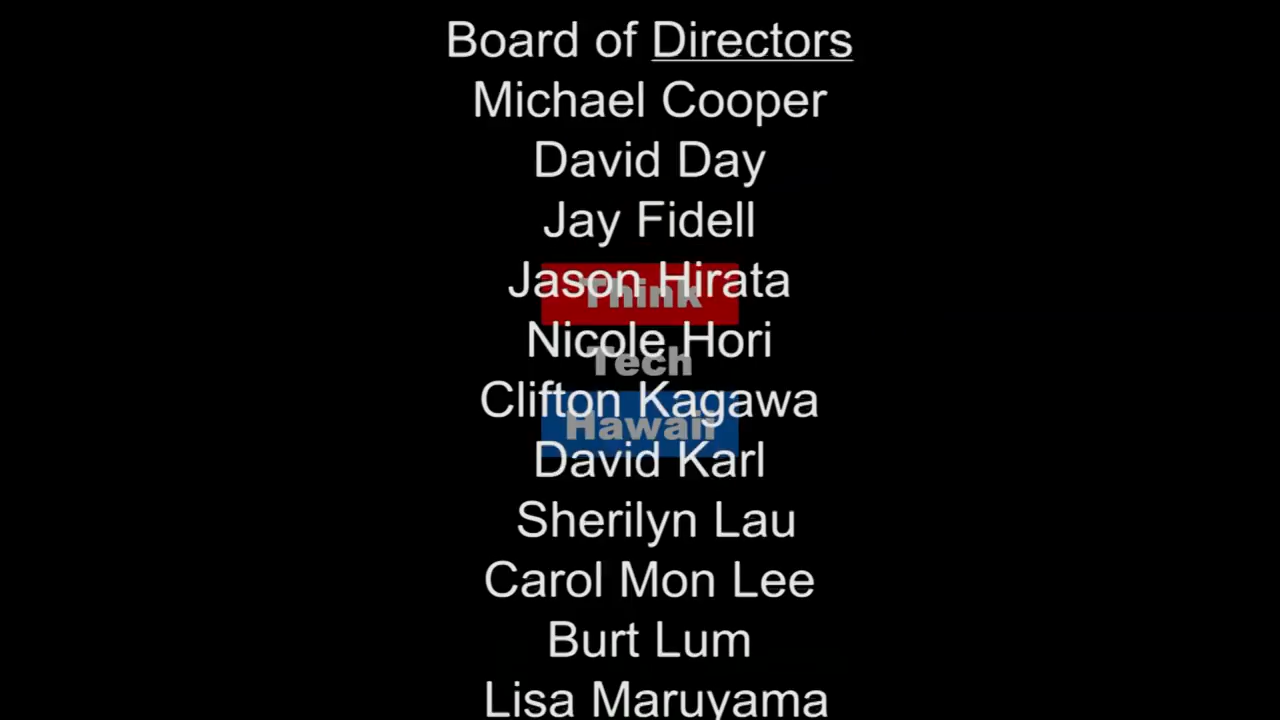 Board of Directors
Michael Cooper
David Day
Jay Fidell
Jason Hirata
Think
Nicole Hori
Tech
Clifton Kagawa
Hawaii
David Karl
Sherilyn Lau
Carol Mon Lee
Burt Lum
Lisa Maruyama